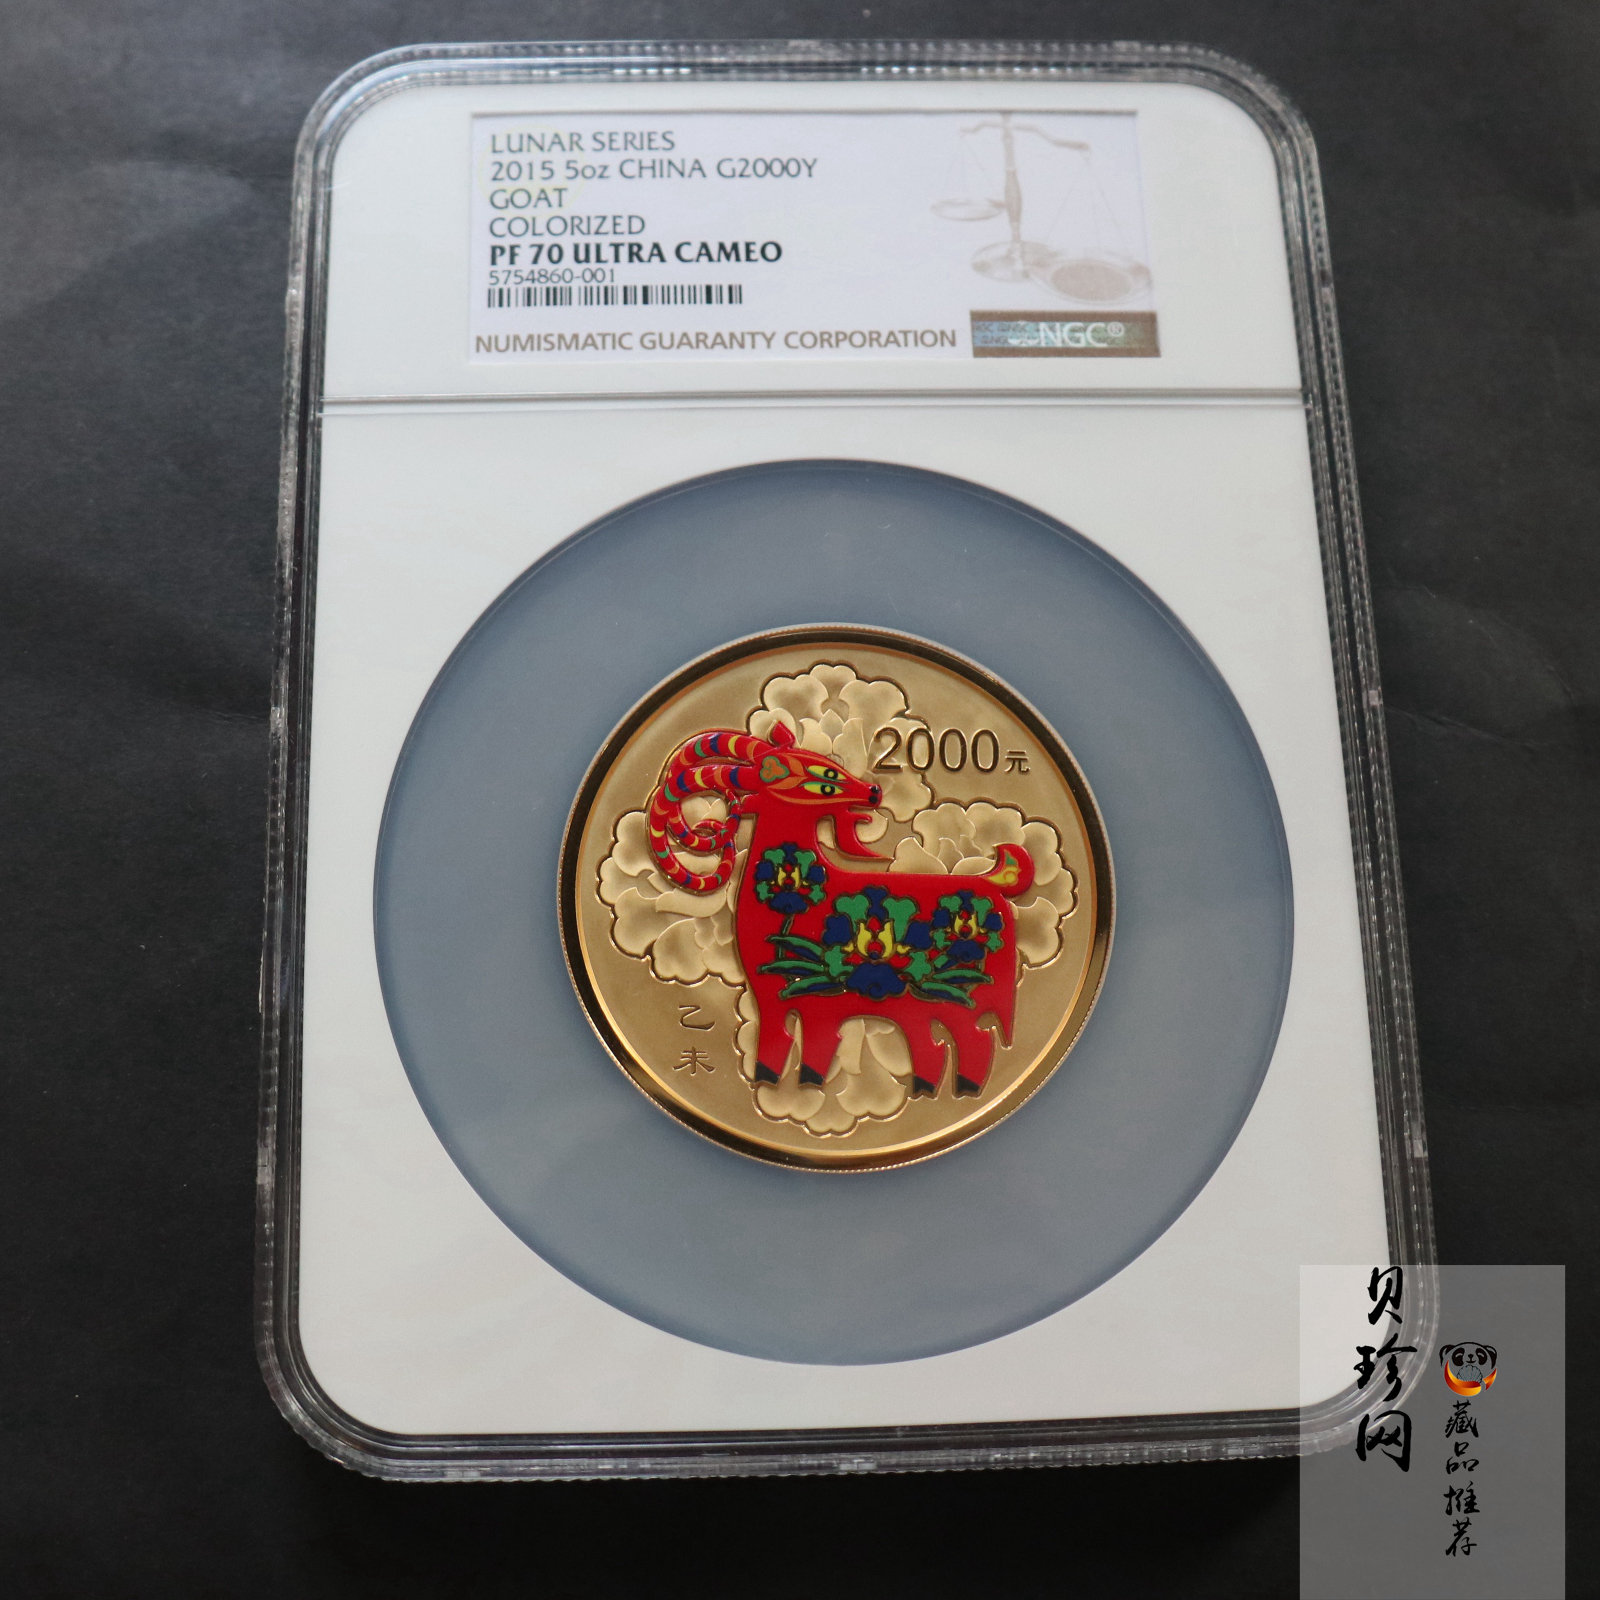 LUNAR SERIES
2015 5oz CHINA G2000Y
GOAT
COLORIZED
PF 70 ULTRA CAMEO
5754860-001
NUMISMATIC GUARANTY CORPORATION
NGC®
2000元
乙未
贝珍网
藏品推荐